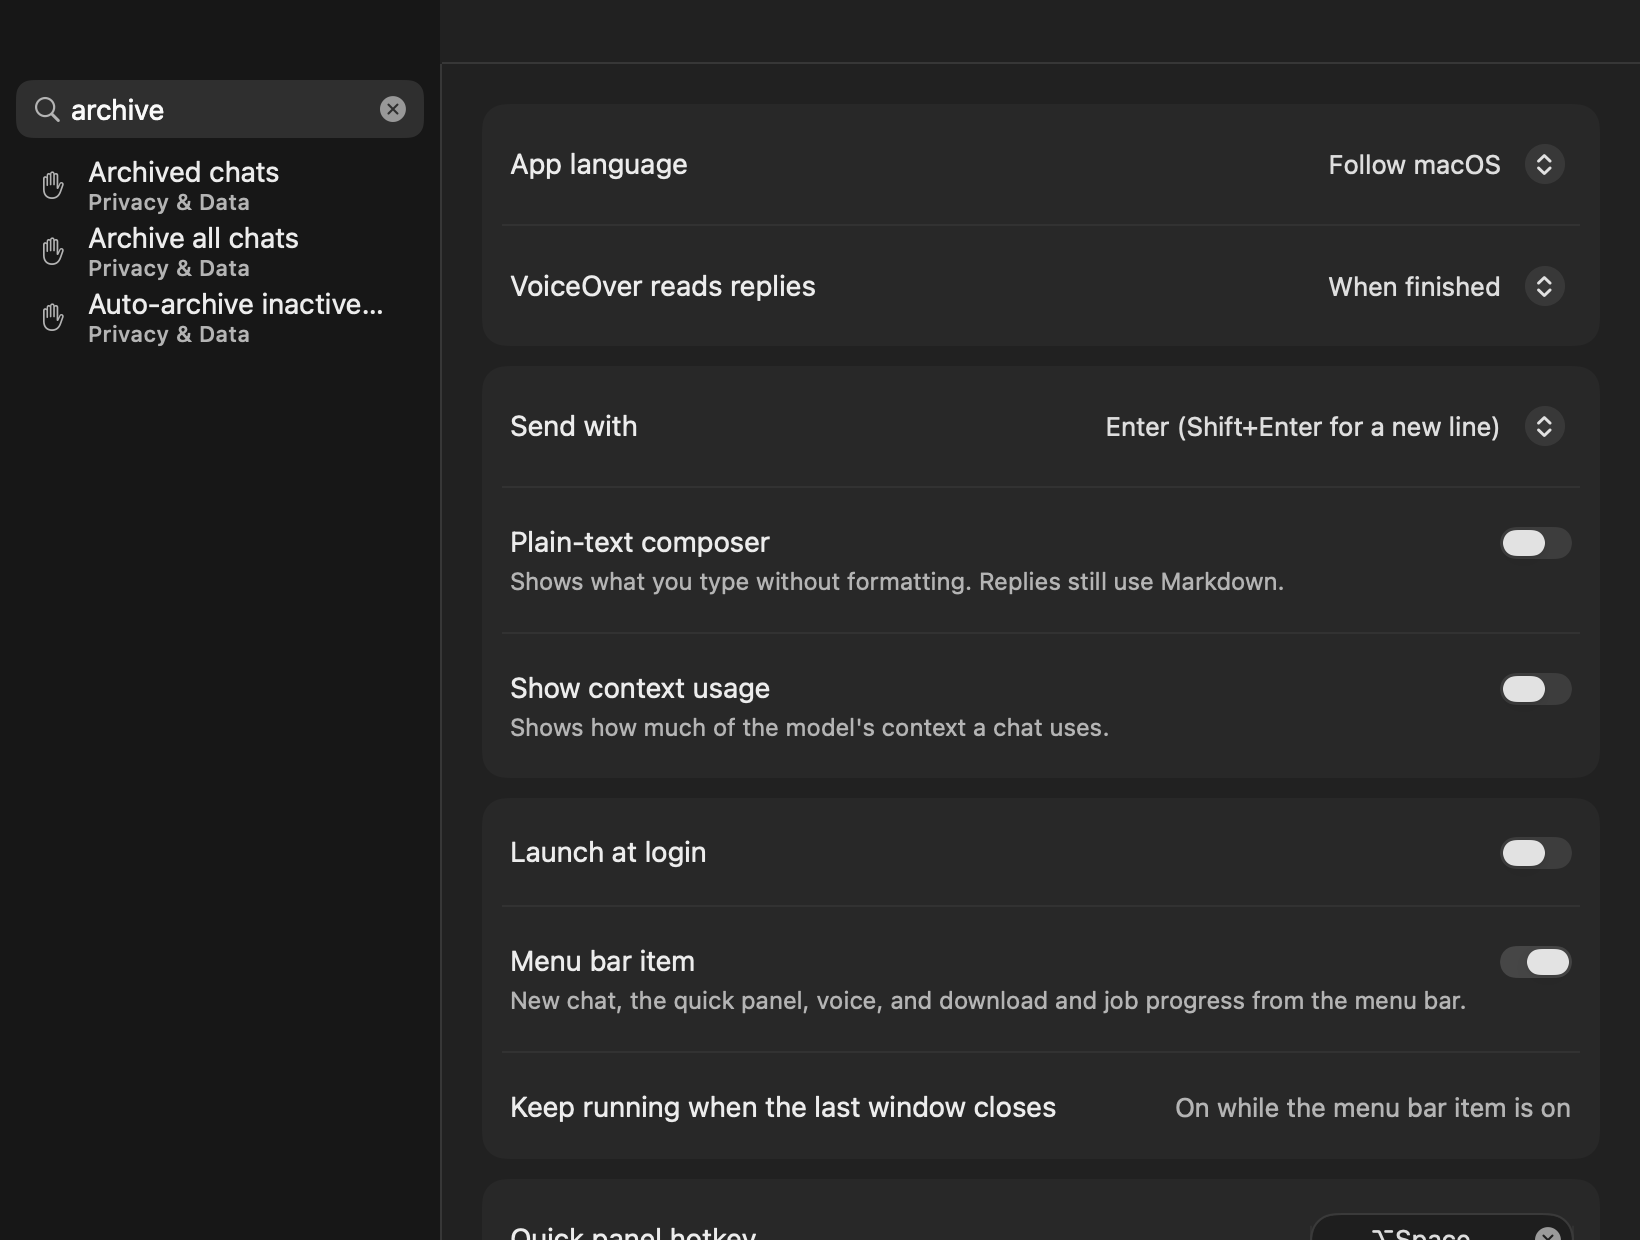 archive
Archived chats
Privacy & Data
Archive all chats
Privacy & Data
Auto-archive inactive...
Privacy & Data
App language
Follow macOS
VoiceOver reads replies
When finished
Send with
Enter (Shift+Enter for a new line)
Plain-text composer
Shows what you type without formatting. Replies still use Markdown.
Show context usage
Shows how much of the model's context a chat uses.
Launch at login
Menu bar item
New chat, the quick panel, voice, and download and job progress from the menu bar.
Keep running when the last window closes
On while the menu bar item is on
Quick panel hotkey
⌥Space